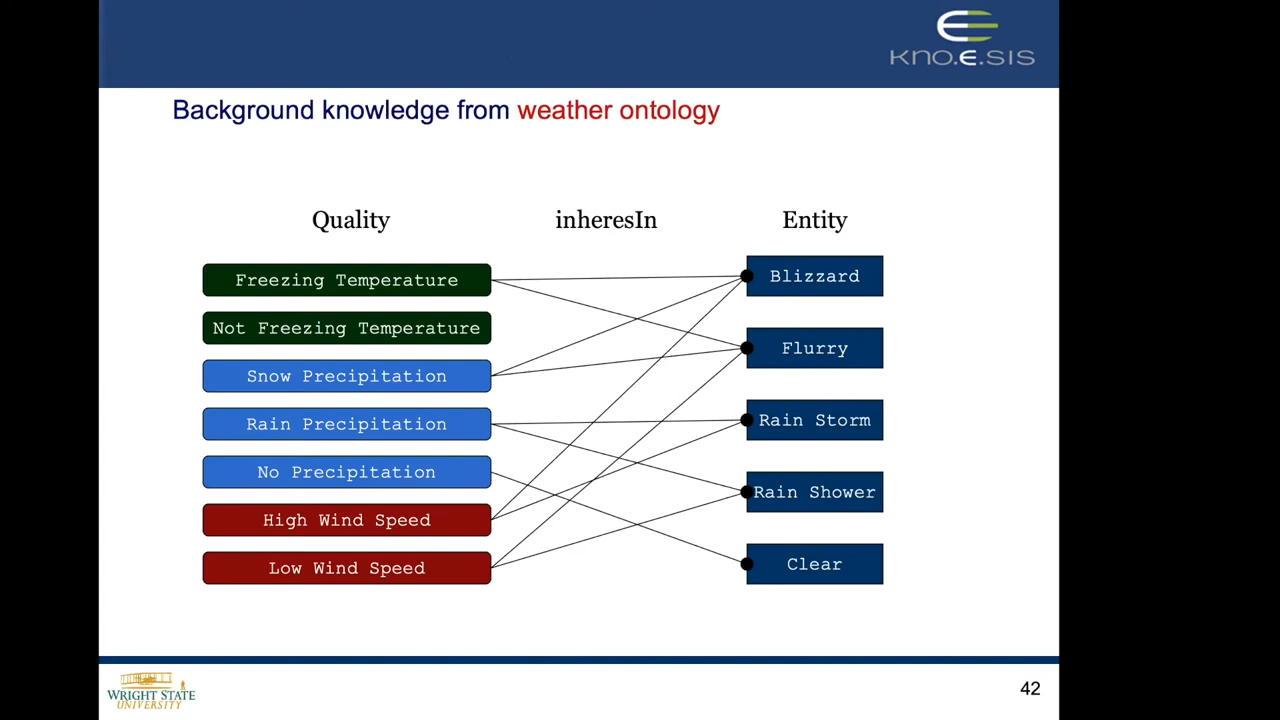 kno.e.sis
Background knowledge from weather ontology
Quality inheresIn Entity
Freezing Temperature
Not Freezing Temperature
Snow Precipitation
Rain Precipitation
No Precipitation
High Wind Speed
Low Wind Speed
Blizzard
Flurry
Rain Storm
Rain Shower
Clear
WRIGHT STATE
UNIVERSITY
42